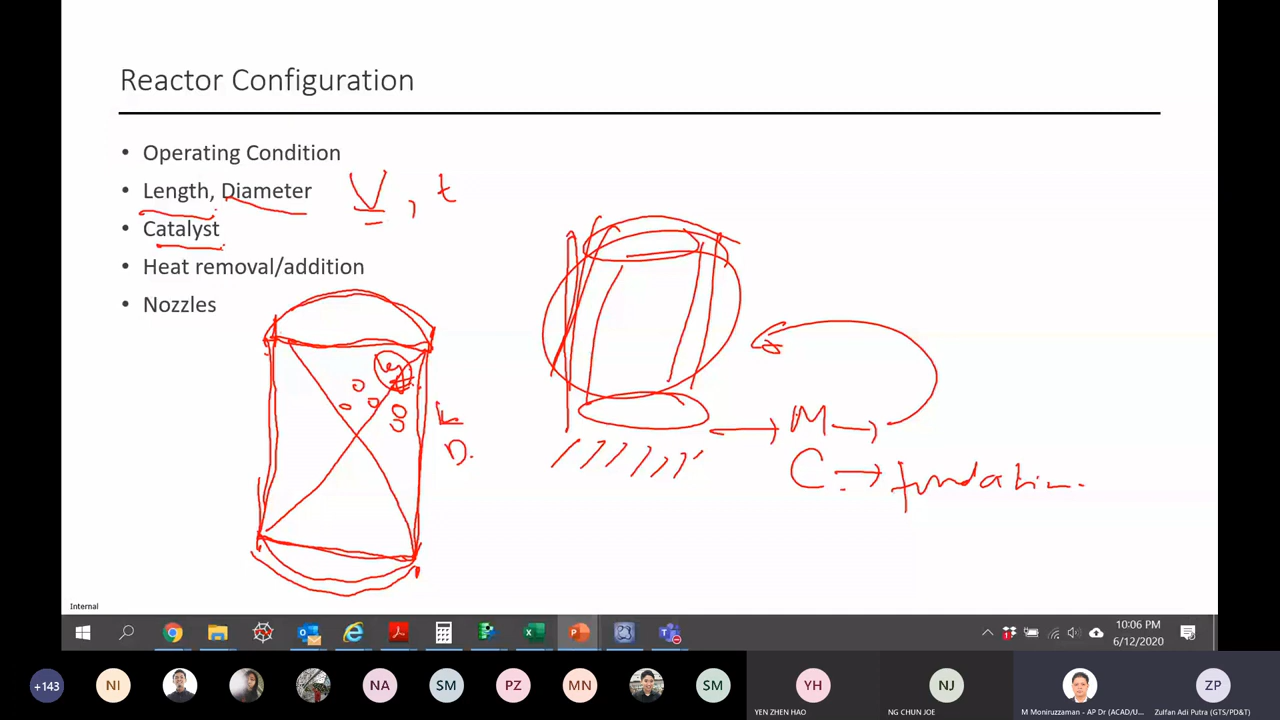 Reactor Configuration
• Operating Condition
• Length, Diameter V, t
• Catalyst
• Heat removal/addition
• Nozzles
D.
M
C. → fundation.
Internal
10:06 PM
6/12/2020
+143 NI NA SM PZ MN SM YH NJ ZP
YEN ZHEN HAO NG CHUN JOE M Moniruzzaman - AP Dr (ACAD/U... Zulfan Adi Putra (GTS/PD&T)